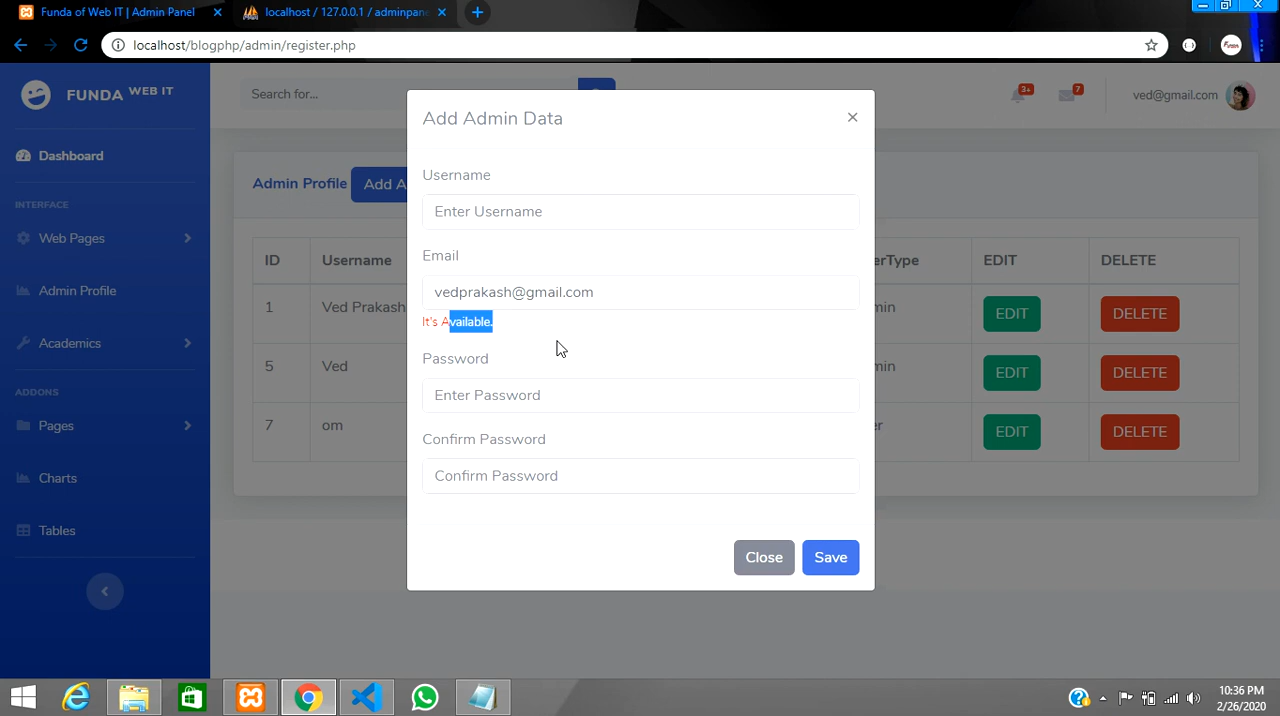 Funda of Web IT | Admin Panel
localhost / 127.0.0.1 / adminpane
localhost/blogphp/admin/register.php
FUNDA WEB IT
Search for...
3+
7
ved@gmail.com
Dashboard
INTERFACE
Web Pages
Admin Profile
Academics
ADDONS
Pages
Charts
Tables
Admin Profile
Add A
ID Username erType EDIT DELETE
1 Ved Prakash min EDIT DELETE
5 Ved min EDIT DELETE
7 om er EDIT DELETE
Add Admin Data
×
Username
Enter Username
Email
vedprakash@gmail.com
It's Available.
Password
Enter Password
Confirm Password
Confirm Password
Close Save
10:36 PM
2/26/2020